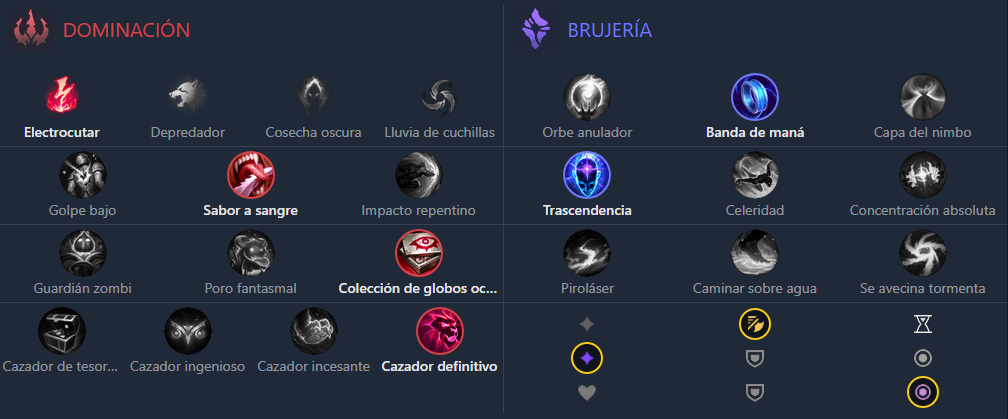 DOMINACIÓN
BRUJERÍA
Electrocutar
Depredador
Cosecha oscura
Lluvia de cuchillas
Orbe anulador
Banda de maná
Capa del nimbo
Golpe bajo
Sabor a sangre
Impacto repentino
Trascendencia
Celeridad
Concentración absoluta
Guardián zombi
Poro fantasmal
Colección de globos oc...
Piroláser
Caminar sobre agua
Se avecina tormenta
Cazador de tesor...
Cazador ingenioso
Cazador incesante
Cazador definitivo